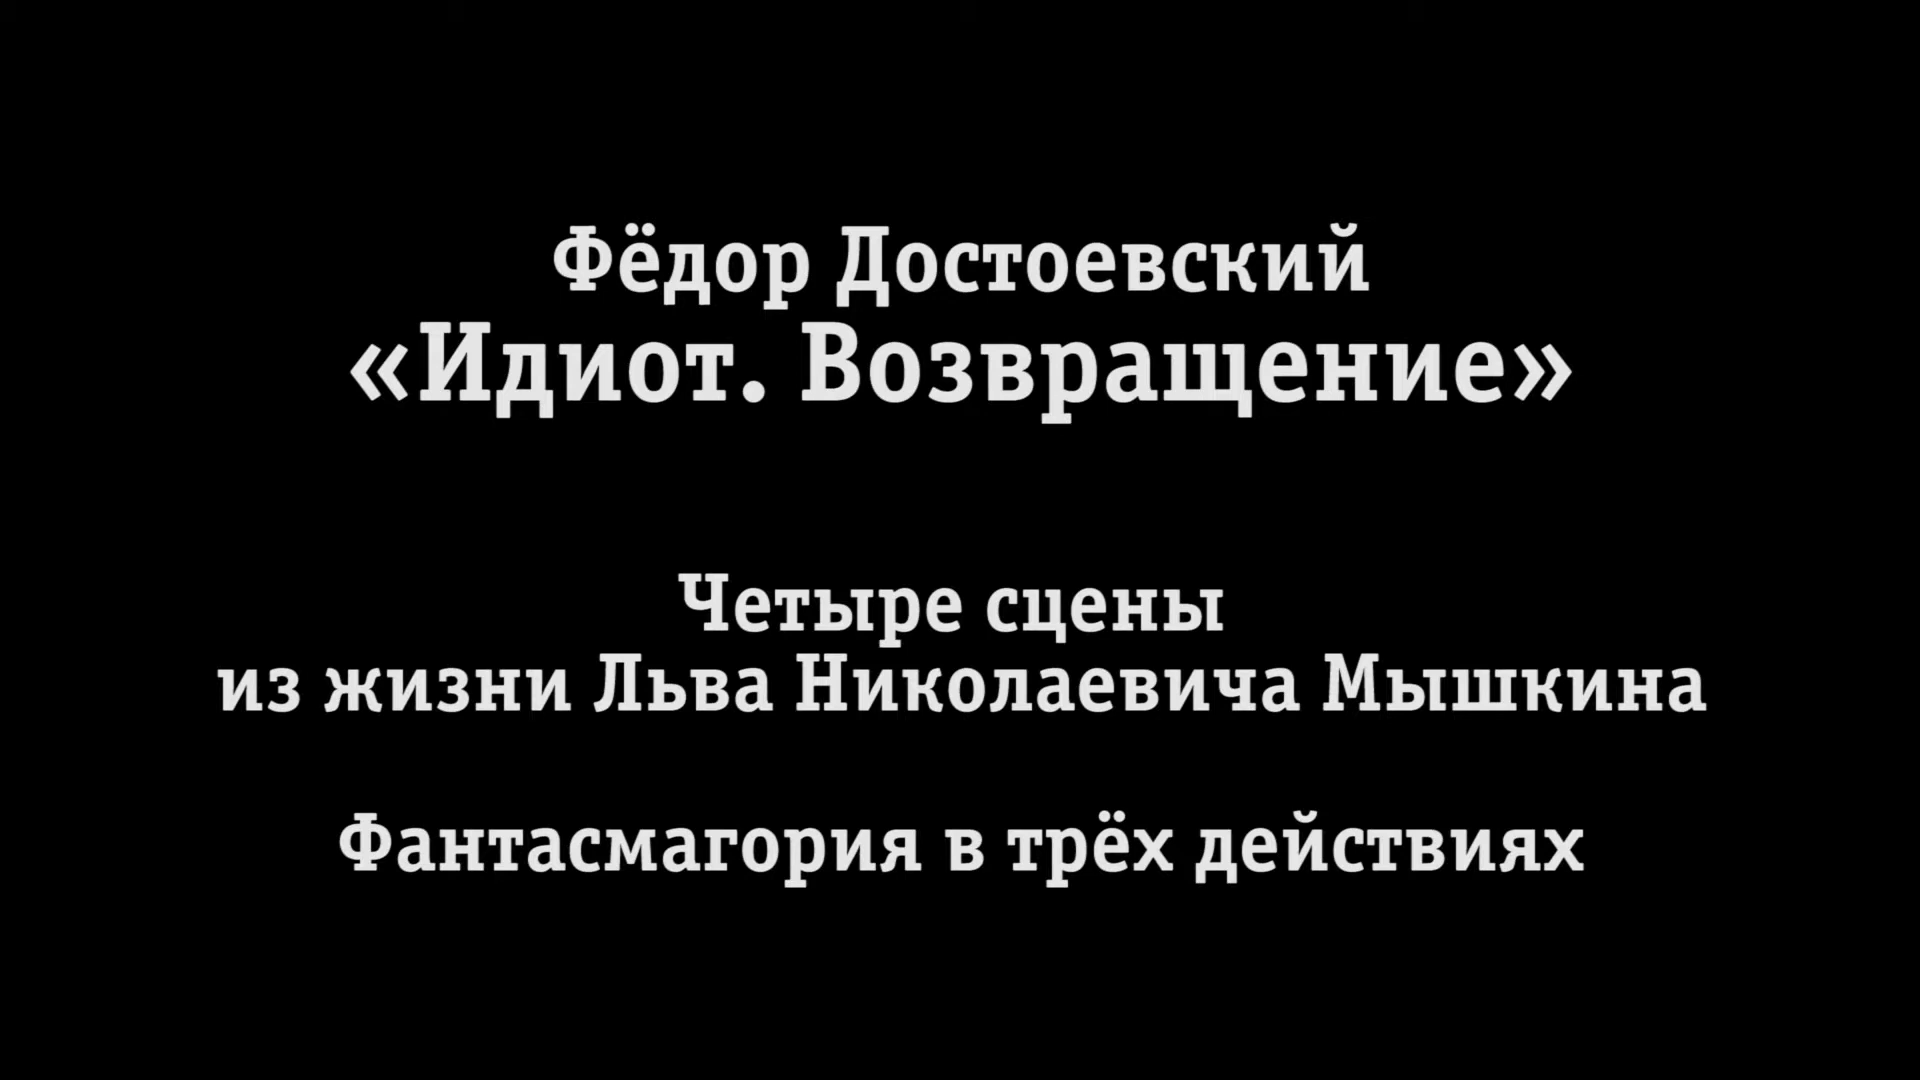 Фёдор Достоевский
«Идиот. Возвращение»
Четыре сцены
из жизни Льва Николаевича Мышкина
Фантасмагория в трёх действиях